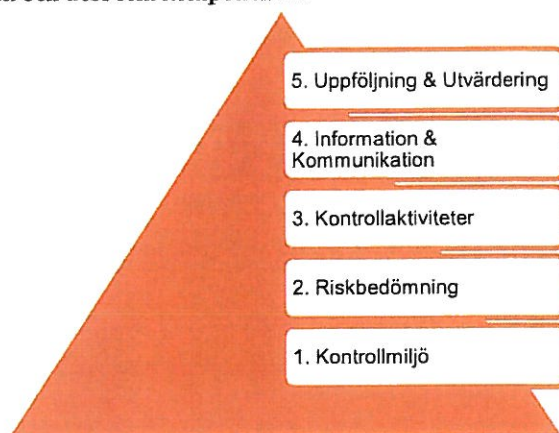 5. Uppföljning & Utvärdering
4. Information &
Kommunikation
3. Kontrollaktiviteter
2. Riskbedömning
1. Kontrollmiljö